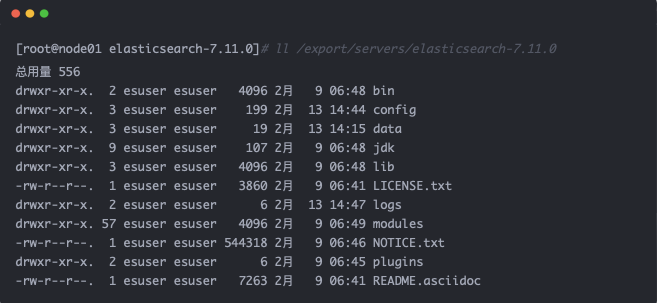 [root@node01 elasticsearch-7.11.0]# ll /export/servers/elasticsearch-7.11.0
总用量 556
drwxr-xr-x.  2 esuser esuser   4096 2月   9 06:48 bin
drwxr-xr-x.  3 esuser esuser    199 2月  13 14:44 config
drwxr-xr-x.  3 esuser esuser     19 2月  13 14:15 data
drwxr-xr-x.  9 esuser esuser    107 2月   9 06:48 jdk
drwxr-xr-x.  3 esuser esuser   4096 2月   9 06:48 lib
-rw-r--r--.  1 esuser esuser   3860 2月   9 06:41 LICENSE.txt
drwxr-xr-x.  2 esuser esuser      6 2月  13 14:47 logs
drwxr-xr-x. 57 esuser esuser   4096 2月   9 06:49 modules
-rw-r--r--.  1 esuser esuser 544318 2月   9 06:46 NOTICE.txt
drwxr-xr-x.  2 esuser esuser      6 2月   9 06:45 plugins
-rw-r--r--.  1 esuser esuser   7263 2月   9 06:41 README.asciidoc